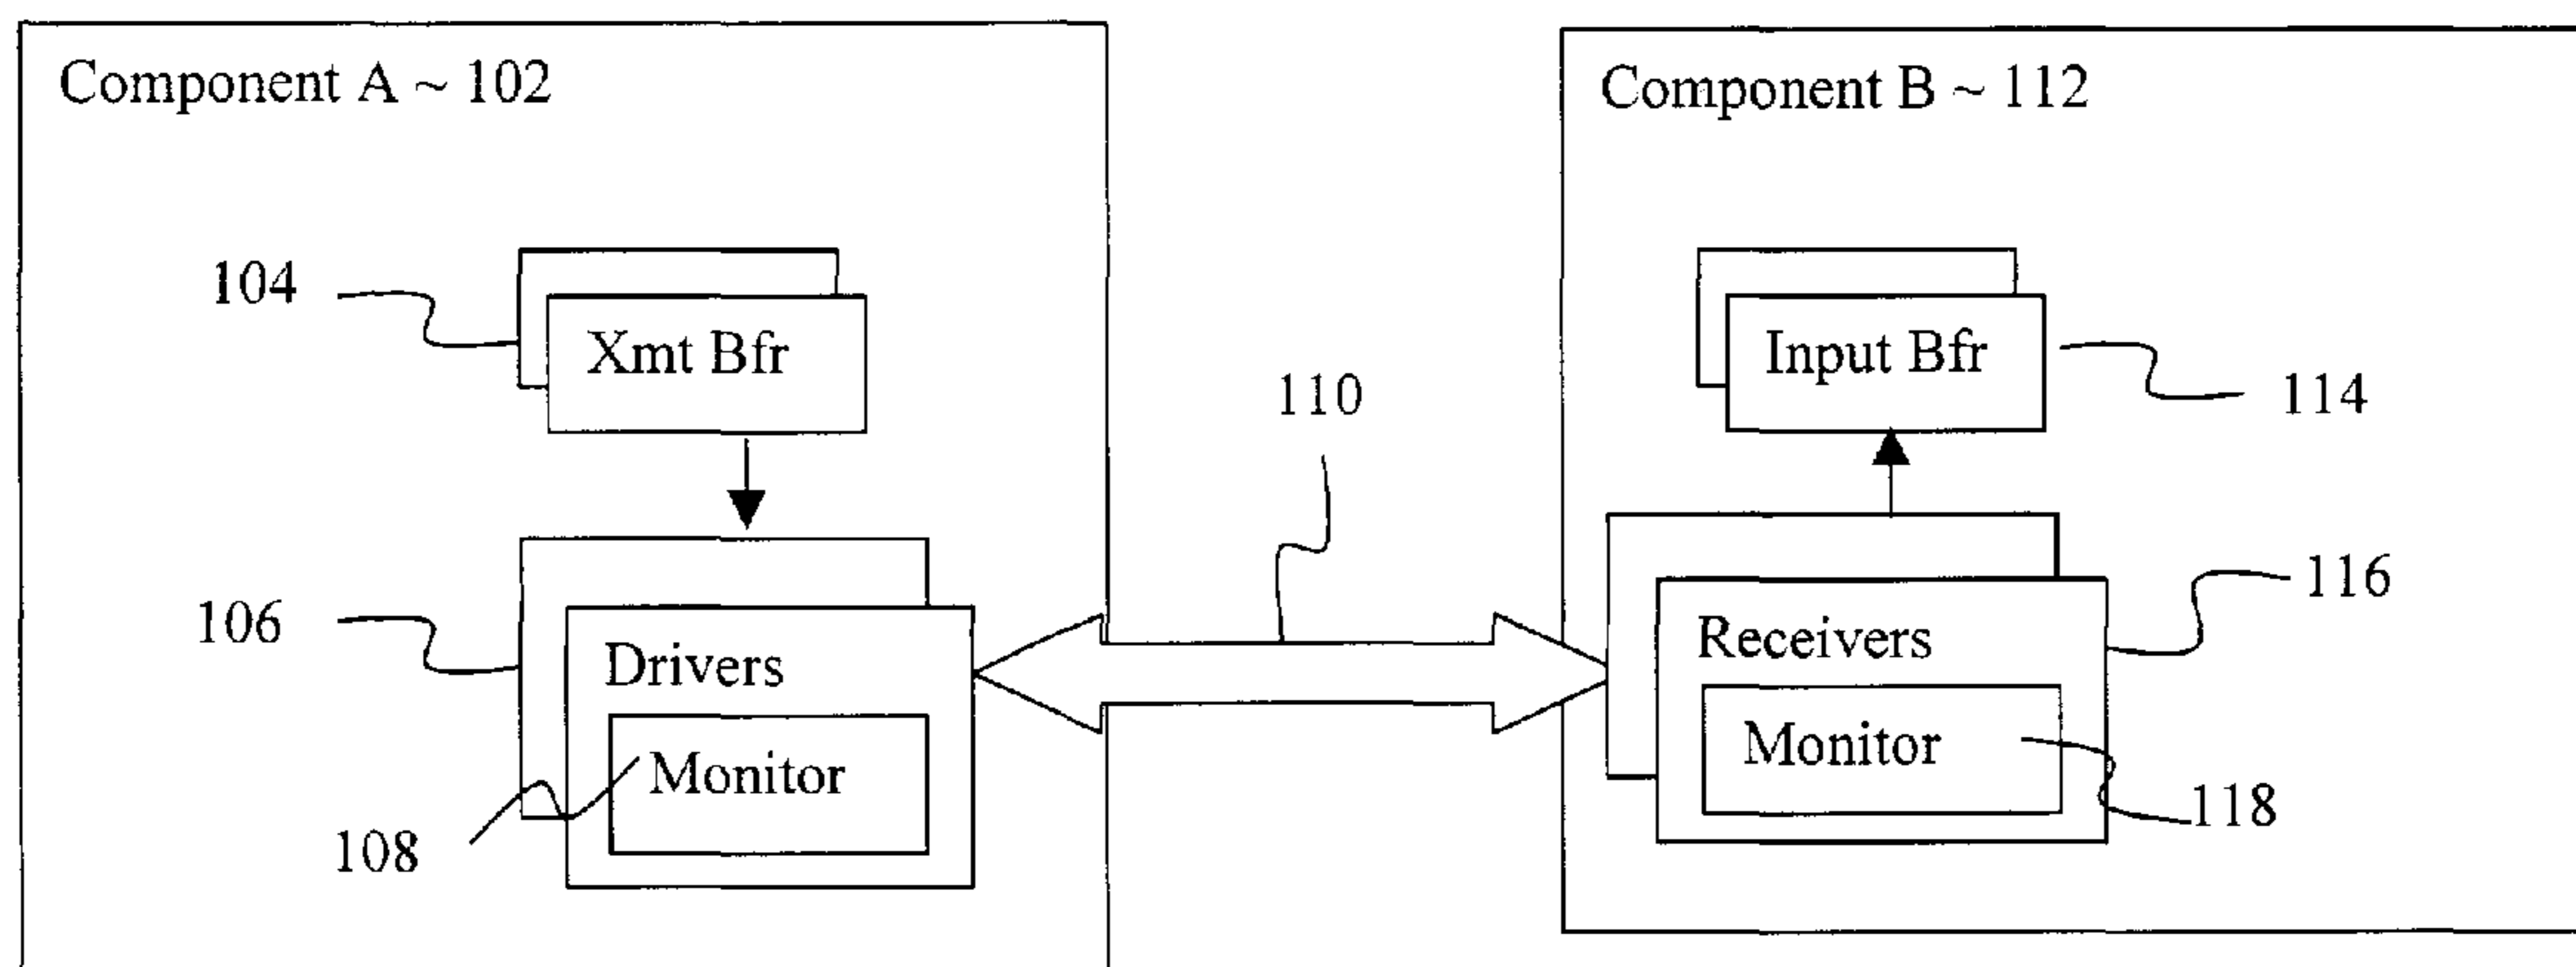 Component A ~ 102
104
Xmt Bfr
106
Drivers
Monitor
108
110
Component B ~ 112
Input Bfr
114
116
Receivers
Monitor
118